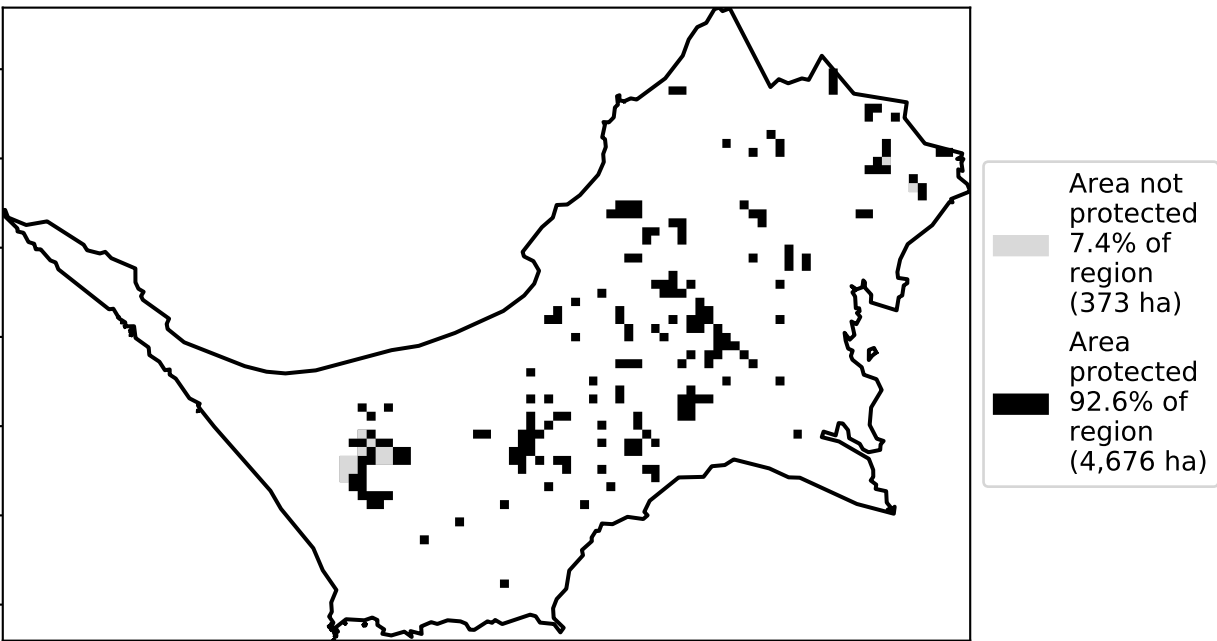 Area not
protected
7.4% of
region
(373 ha)
Area
protected
92.6% of
region
(4,676 ha)